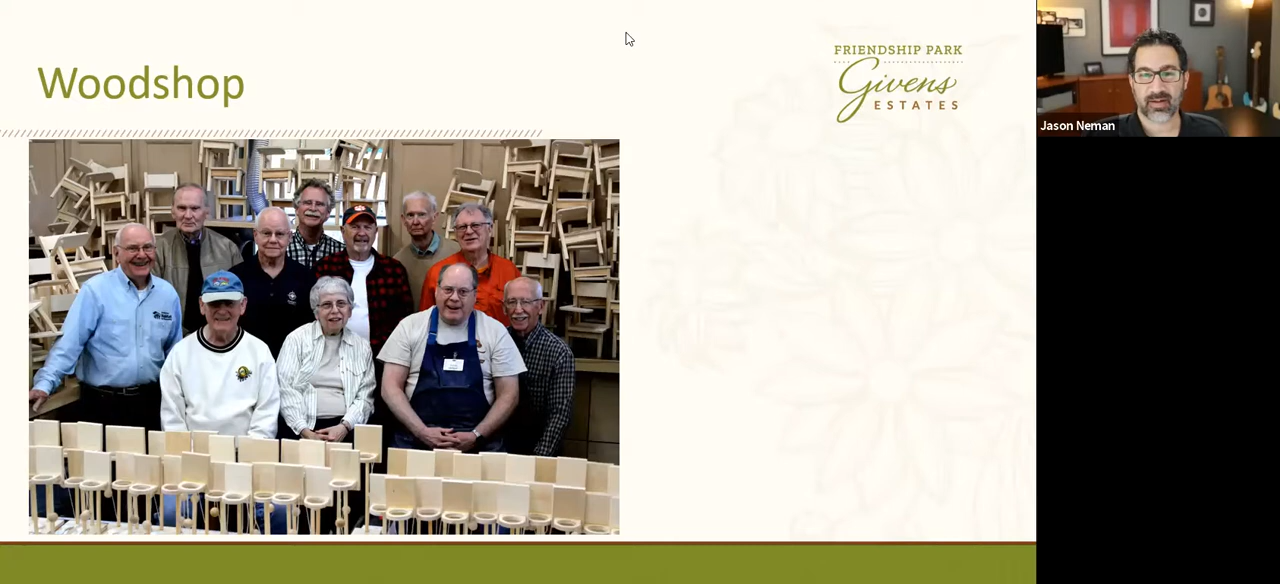 Woodshop
FRIENDSHIP PARK
Givens
ESTATES
Jason Neman